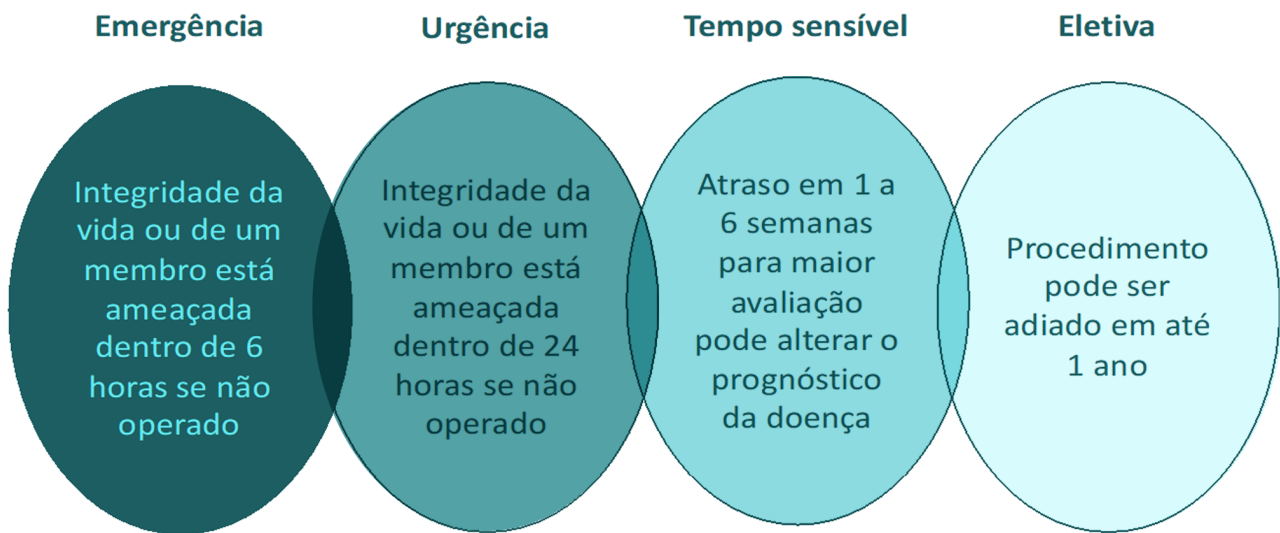 Emergência
Urgência
Tempo sensível
Eletiva
Integridade da
vida ou de um
membro está
ameaçada
dentro de 6
horas se não
operado
Integridade da
vida ou de um
membro está
ameaçada
dentro de 24
horas se não
operado
Atraso em 1 a
6 semanas
para maior
avaliação
pode alterar o
prognóstico
da doença
Procedimento
pode ser
adiado em até
1 ano